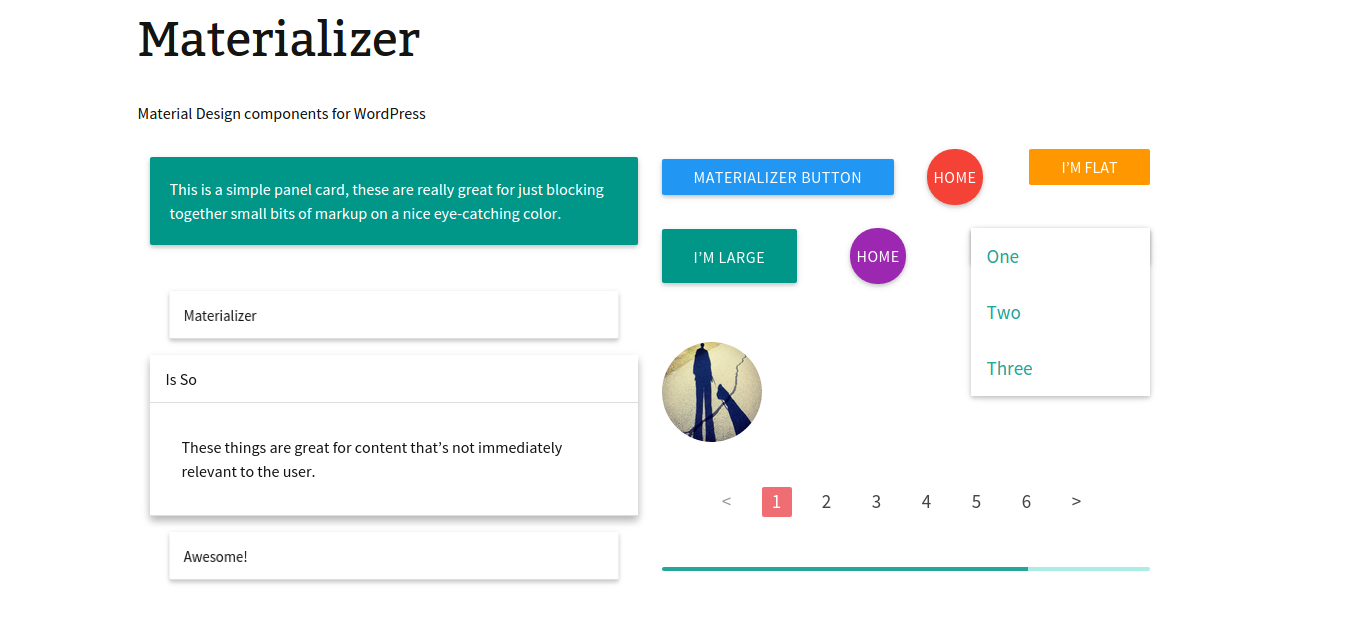 Materializer
Material Design components for WordPress
This is a simple panel card, these are really great for just blocking
together small bits of markup on a nice eye-catching color.
Materializer
Is So
These things are great for content that’s not immediately
relevant to the user.
Awesome!
MATERIALIZER BUTTON
HOME
I’M FLAT
I’M LARGE
HOME
One
Two
Three
< 1 2 3 4 5 6 >